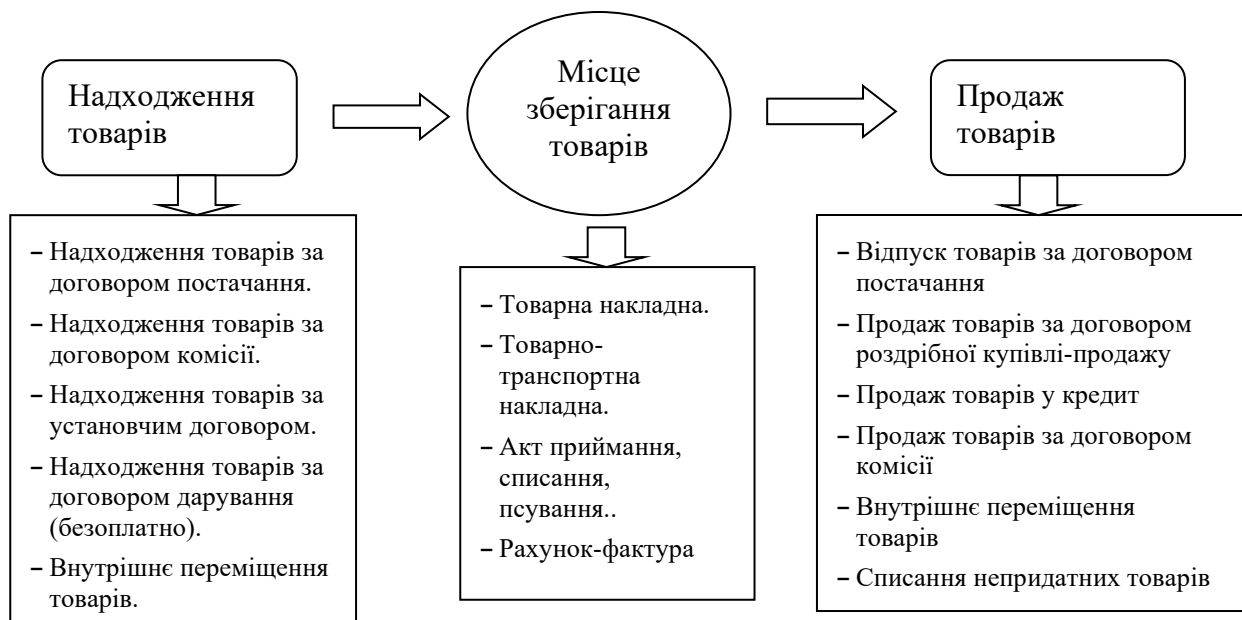 Надходження
товарів
Місце
зберігання
товарів
Продаж
товарів
– Надходження товарів за
договором постачання.
– Надходження товарів за
договором комісії.
– Надходження товарів за
установчим договором.
– Надходження товарів за
договором дарування
(безоплатно).
– Внутрішнє переміщення
товарів.
– Товарна накладна.
– Товарно-
транспортна
накладна.
– Акт приймання,
списання,
псування..
– Рахунок-фактура
– Відпуск товарів за договором
постачання
– Продаж товарів за договором
роздрібної купівлі-продажу
– Продаж товарів у кредит
– Продаж товарів за договором
комісії
– Внутрішнє переміщення
товарів
– Списання непридатних товарів